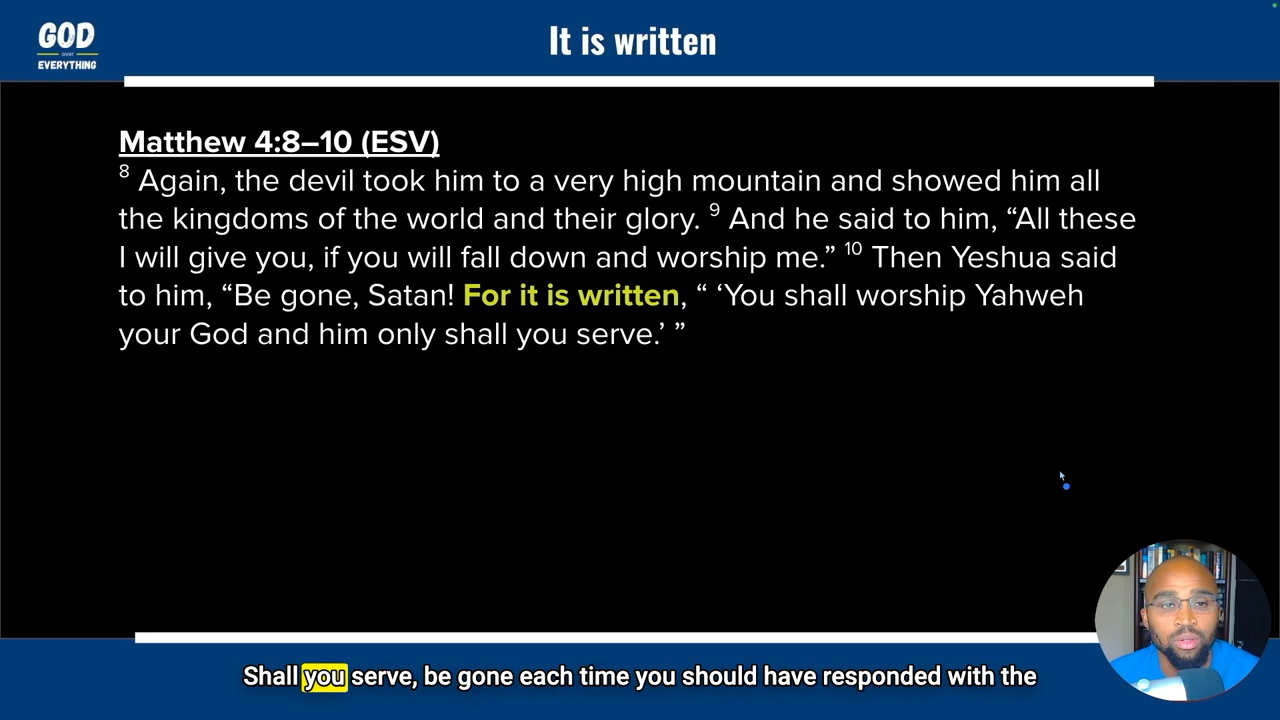 GOD
over
EVERYTHING
It is written
Matthew 4:8–10 (ESV)
8 Again, the devil took him to a very high mountain and showed him all
the kingdoms of the world and their glory. 9 And he said to him, “All these
I will give you, if you will fall down and worship me.” 10 Then Yeshua said
to him, “Be gone, Satan! For it is written, “ ‘You shall worship Yahweh
your God and him only shall you serve.’ ”
Shall you serve, be gone each time you should have responded with the